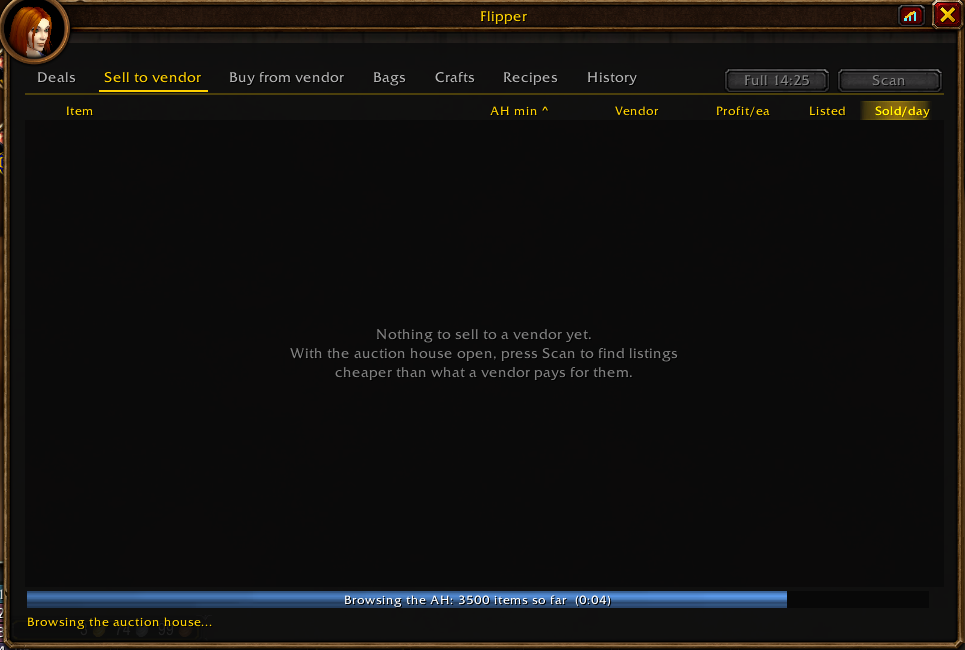 Flipper
Deals Sell to vendor Buy from vendor Bags Crafts Recipes History Full 14:25 Scan
Item AH min ^ Vendor Profit/ea Listed Sold/day
Nothing to sell to a vendor yet.
With the auction house open, press Scan to find listings
cheaper than what a vendor pays for them.
Browsing the AH: 3500 items so far (0:04)
Browsing the auction house...